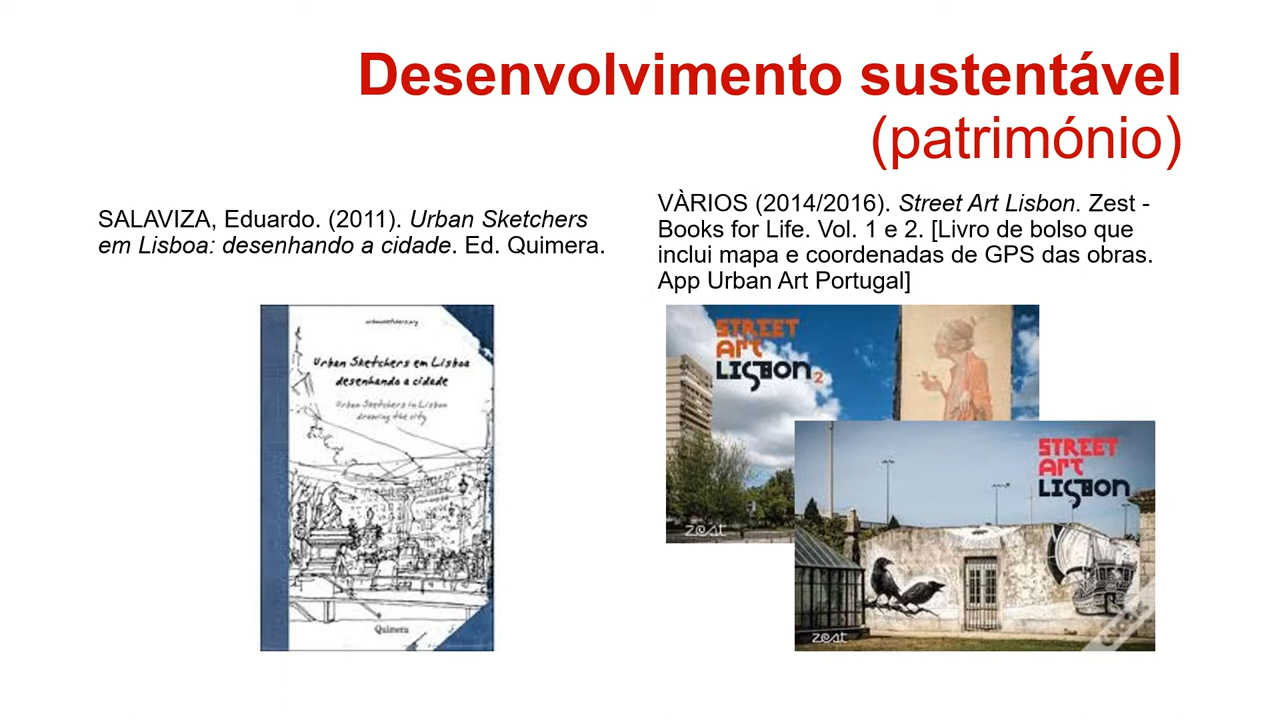 Desenvolvimento sustentável
(património)
SALAVIZA, Eduardo. (2011). Urban Sketchers
em Lisboa: desenhando a cidade. Ed. Quimera.
VÀRIOS (2014/2016). Street Art Lisbon. Zest -
Books for Life. Vol. 1 e 2. [Livro de bolso que
inclui mapa e coordenadas de GPS das obras.
App Urban Art Portugal]
urbansketchers.org
Urban Sketchers em Lisboa
desenhando a cidade
Urban Sketchers in Lisbon
drawing the city
Quimera
STREET
ART
LISBON 2
zest
STREET
ART
LISBON
zest